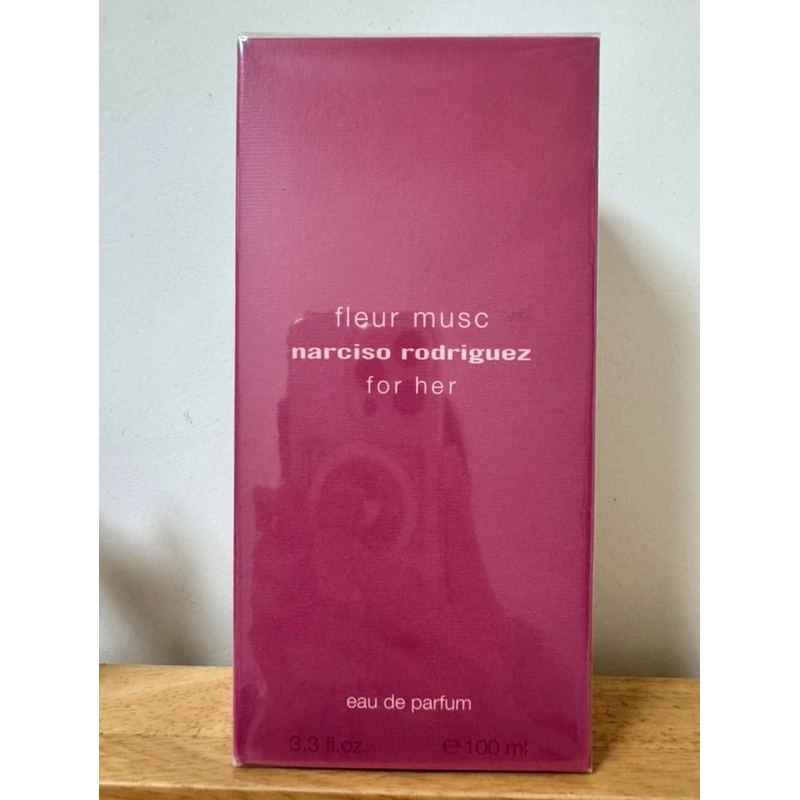 fleur musc
narciso rodriguez
for her
eau de parfum
3.3 fl.oz. ℮ 100 ml